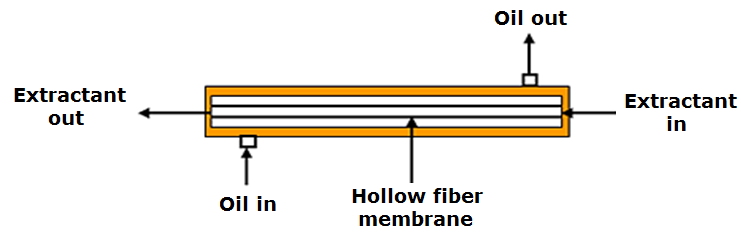 Oil out
Extractant
out
Extractant
in
Oil in
Hollow fiber
membrane